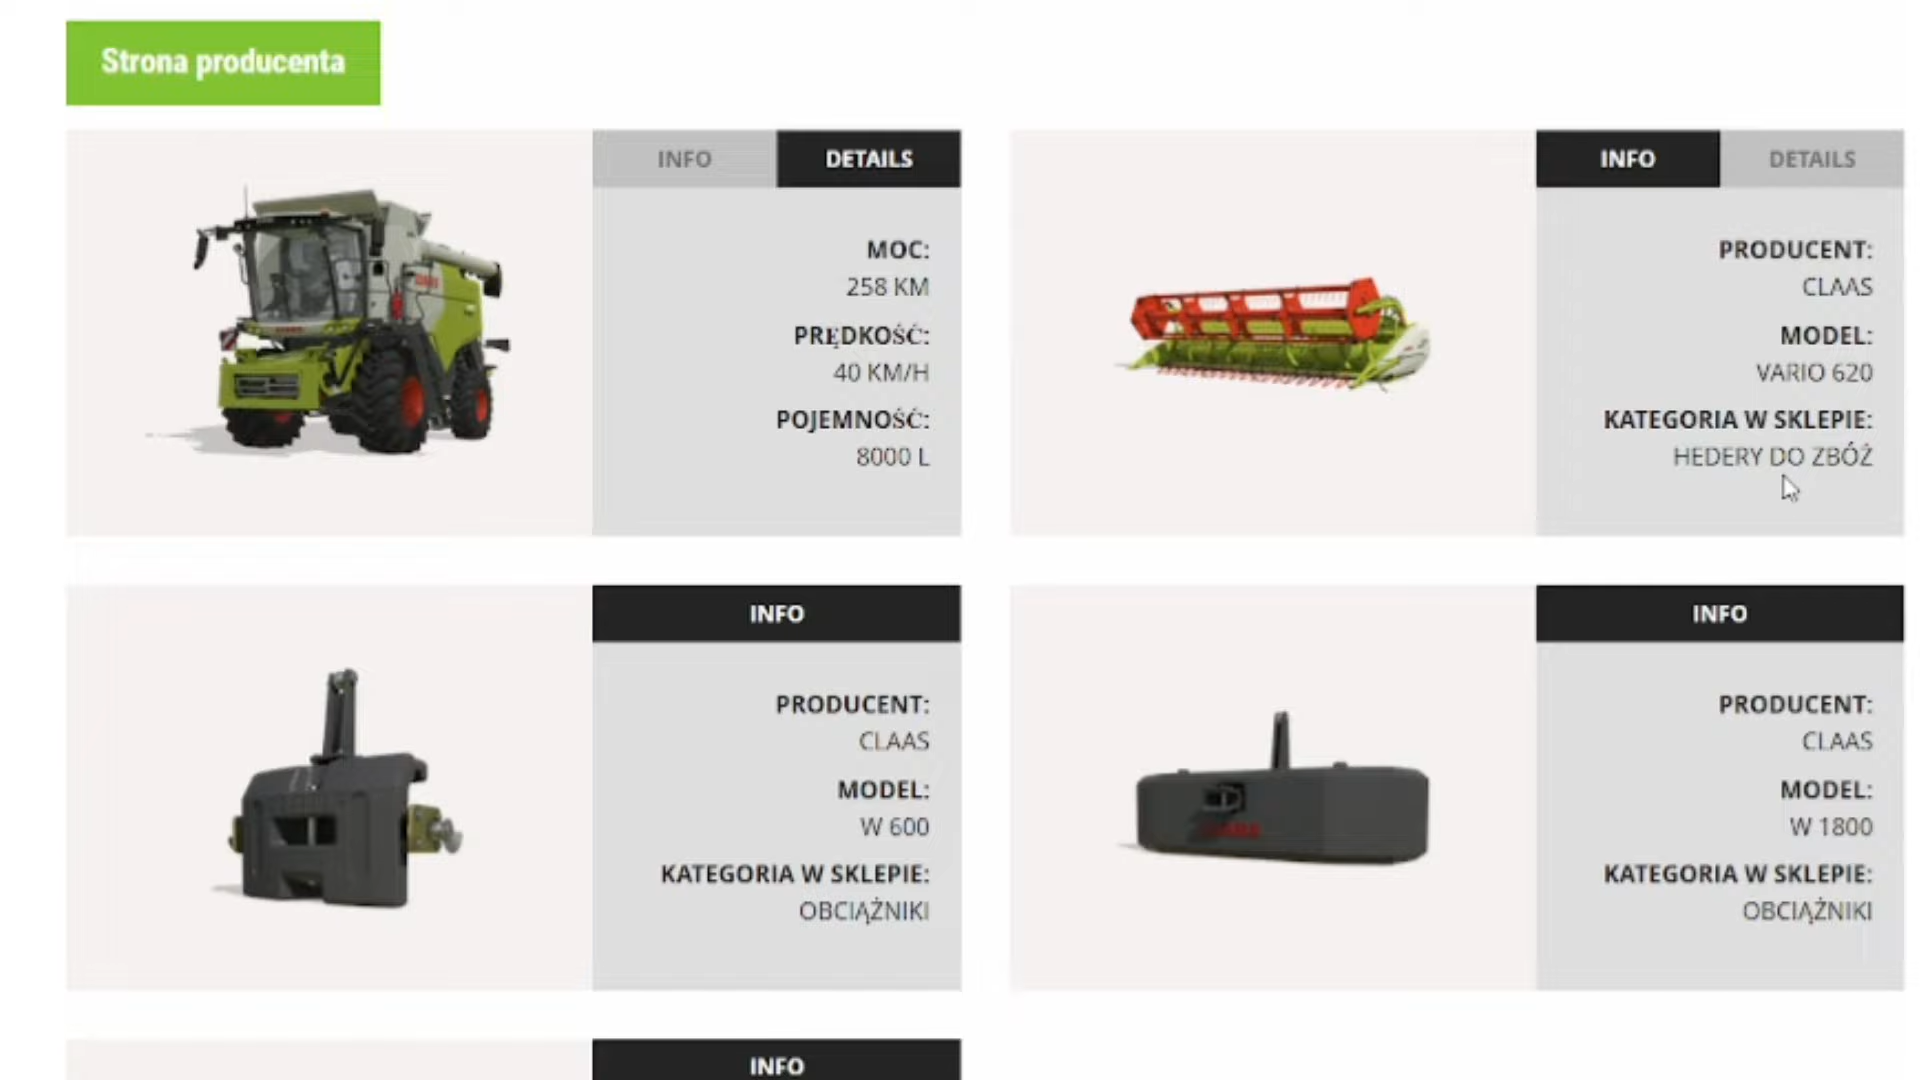 Strona producenta
INFO
DETAILS
MOC:
258 KM
PRĘDKOŚĆ:
40 KM/H
POJEMNOŚĆ:
8000 L
INFO
DETAILS
PRODUCENT:
CLAAS
MODEL:
VARIO 620
KATEGORIA W SKLEPIE:
HEDERY DO ZBÓŻ
INFO
PRODUCENT:
CLAAS
MODEL:
W 600
KATEGORIA W SKLEPIE:
OBCIĄŻNIKI
INFO
PRODUCENT:
CLAAS
MODEL:
W 1800
KATEGORIA W SKLEPIE:
OBCIĄŻNIKI
INFO